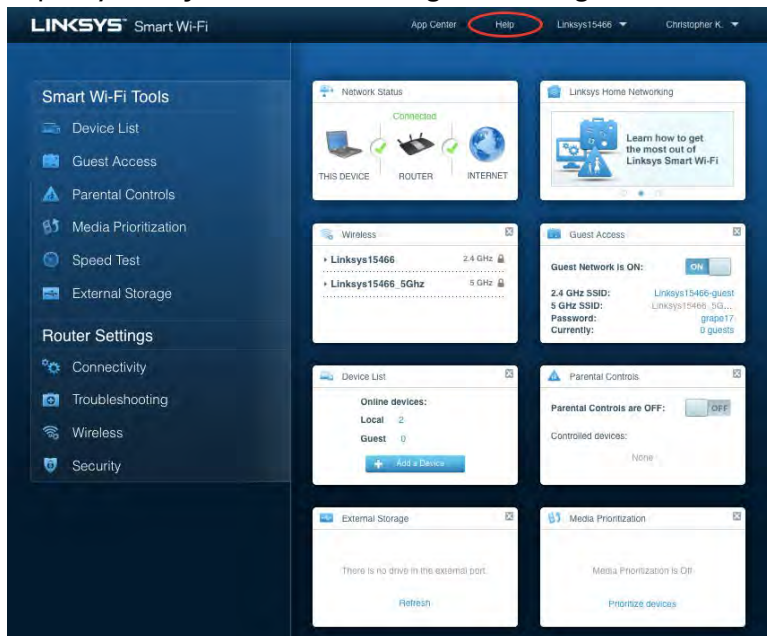 LINKSYS Smart Wi-Fi
App Center Help Linksys15466 Christopher K.
Smart Wi-Fi Tools
Device List
Guest Access
Parental Controls
Media Prioritization
Speed Test
External Storage
Router Settings
Connectivity
Troubleshooting
Wireless
Security
Network Status
Connected
THIS DEVICE ROUTER INTERNET
Linksys Home Networking
Learn how to get
the most out of
Linksys Smart Wi-Fi
Wireless
Linksys15466 2.4 GHz
Linksys15466_5Ghz 5 GHz
Guest Access
Guest Network is ON: ON
2.4 GHz SSID: Linksys15466-guest
5 GHz SSID: Linksys15466_5G...
Password: grape17
Currently: 0 guests
Device List
Online devices:
Local 2
Guest 0
Add a Device
Parental Controls
Parental Controls are OFF: OFF
Controlled devices:
None
External Storage
There is no drive in the external port.
Refresh
Media Prioritization
Media Prioritization is Off
Prioritize devices